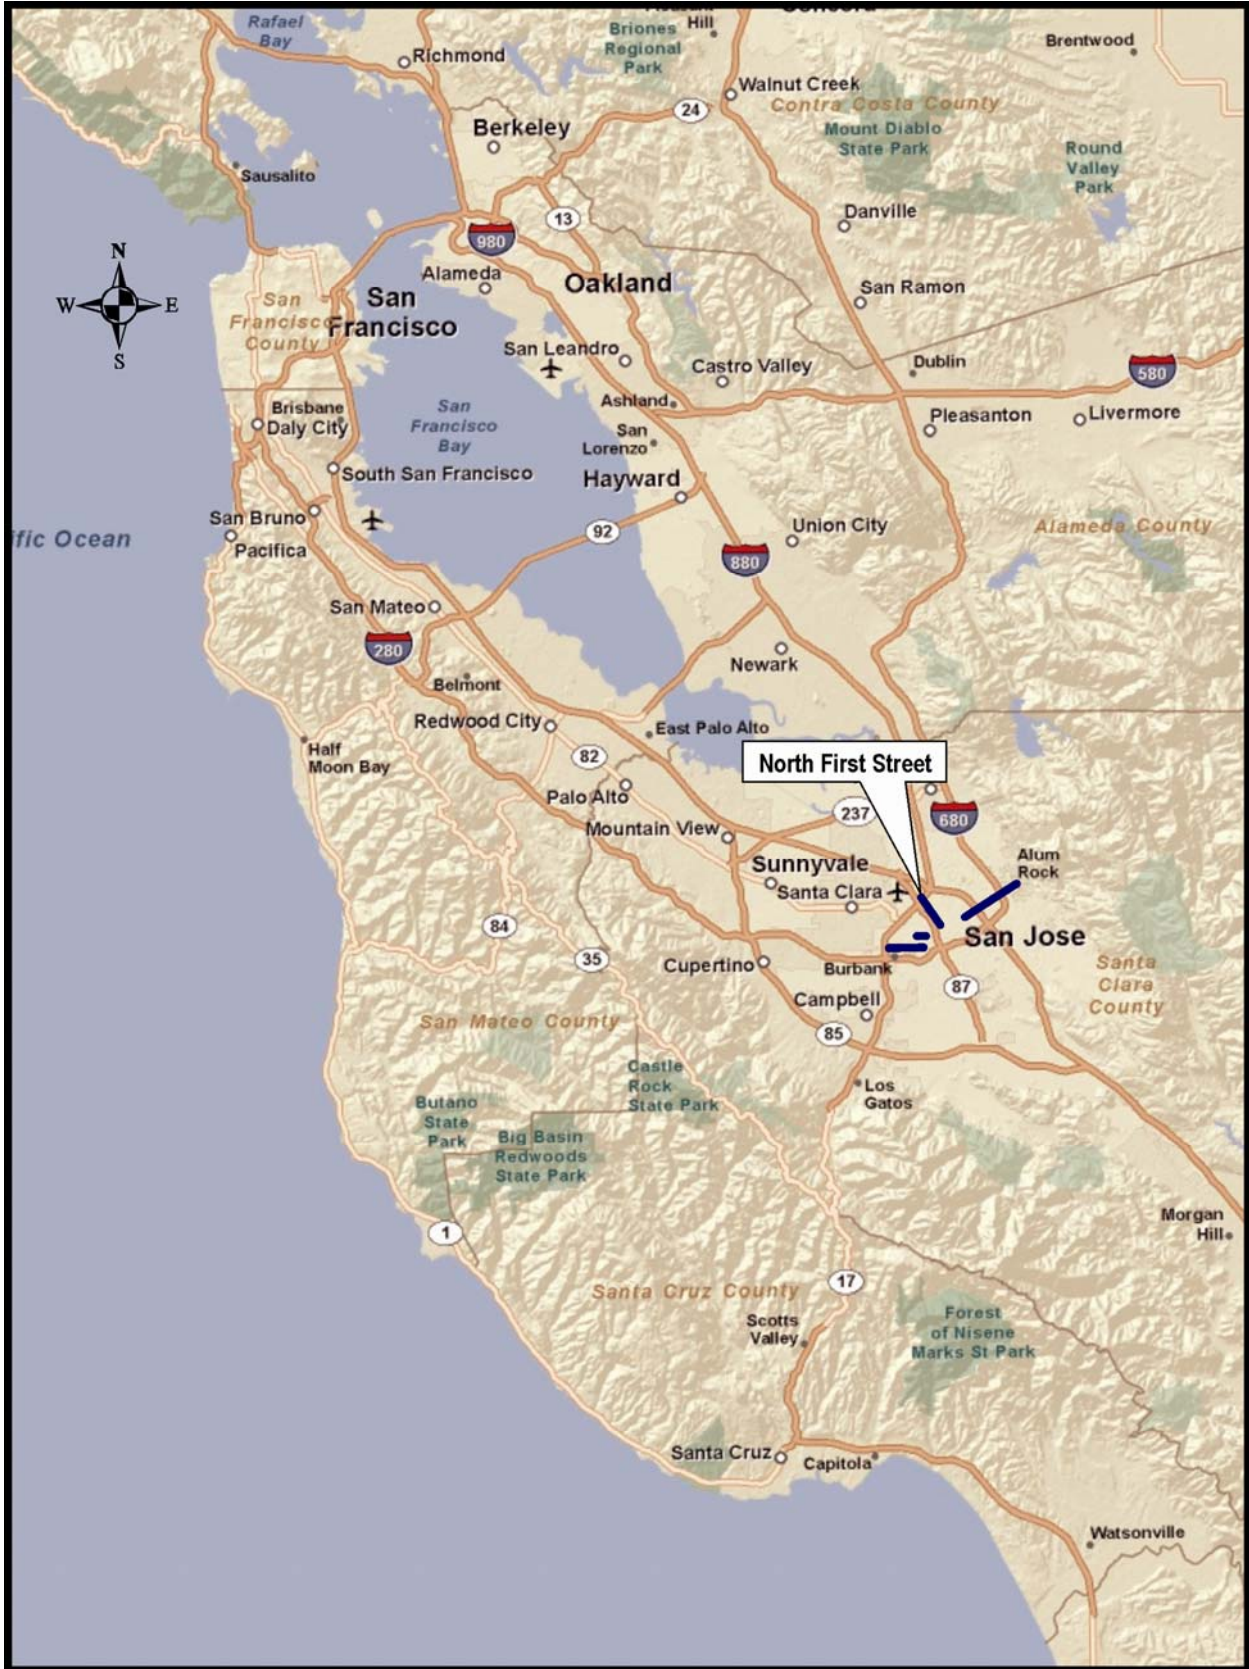 Rafael
Bay
Hill
Concord
Briones
Regional
Park
Brentwood
Richmond
Walnut Creek
Contra Costa County
24
Berkeley
Mount Diablo
State Park
Round
Valley
Park
Sausalito
13
Danville
980
N
W
E
S
Alameda
Oakland
San Ramon
San
Francisco
County
San
Francisco
San Leandro
Castro Valley
Dublin
580
Ashland
San
Francisco
Bay
Brisbane
Daly City
San
Lorenzo
Pleasanton
Livermore
South San Francisco
Hayward
San Bruno
Pacifica
ific Ocean
92
Union City
Alameda County
880
San Mateo
280
Newark
Belmont
Redwood City
East Palo Alto
Half
Moon Bay
82
North First Street
Palo Alto
Mountain View
237
680
Sunnyvale
Santa Clara
Alum
Rock
84
35
Cupertino
Burbank
San Jose
Santa
Clara
County
87
Campbell
San Mateo County
85
Castle
Rock
State Park
Los
Gatos
Butano
State
Park
Big Basin
Redwoods
State Park
1
Morgan
Hill
17
Santa Cruz County
Scotts
Valley
Forest
of Nisene
Marks St Park
Santa Cruz
Capitola
Watsonville